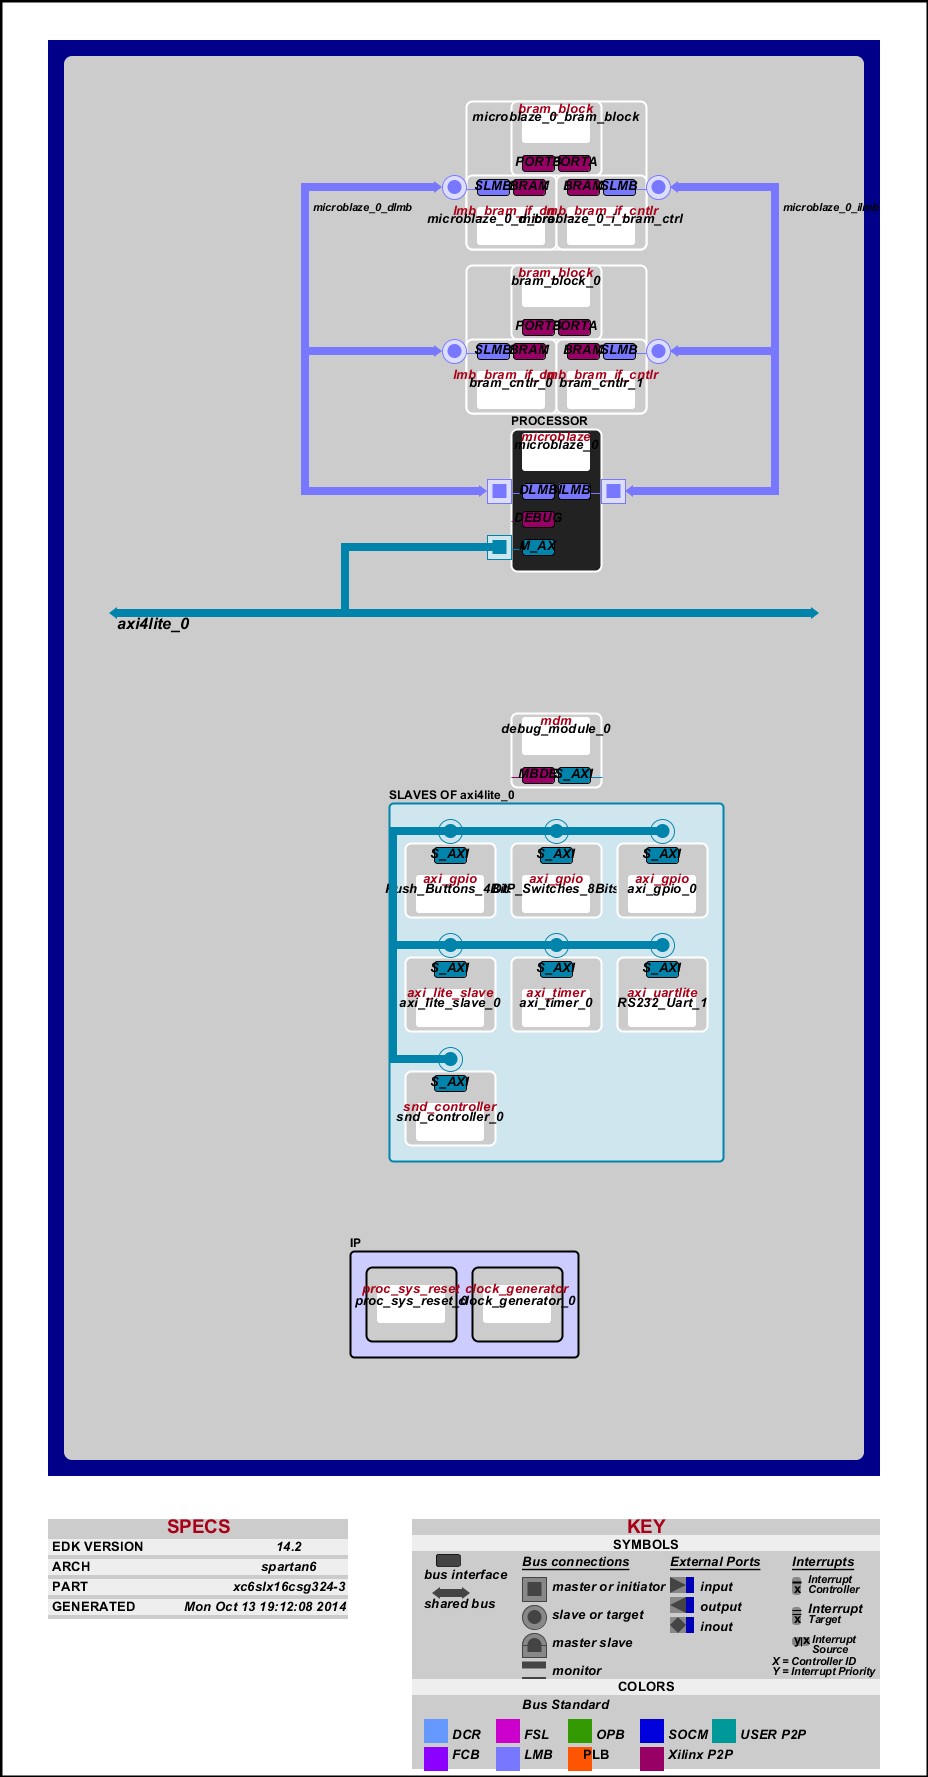 bram_block
microblaze_0_bram_block
PORTB PORTA
SLMB BRAM BRAM SLMB
microblaze_0_dlmb
microblaze_0_ilmb
lmb_bram_if_cntlr lmb_bram_if_cntlr
microblaze_0_i_bram_ctrl
bram_block
bram_block_0
PORTB PORTA
SLMB BRAM BRAM SLMB
lmb_bram_if_cntlr lmb_bram_if_cntlr
bram_cntlr_0 bram_cntlr_1
PROCESSOR
microblaze
microblaze_0
DLMB ILMB
DEBUG
M_AXI
axi4lite_0
mdm
debug_module_0
MBDEB S_AXI
SLAVES OF axi4lite_0
S_AXI S_AXI S_AXI
axi_gpio axi_gpio axi_gpio
Push_Buttons_4Bits DIP_Switches_8Bits axi_gpio_0
S_AXI S_AXI S_AXI
axi_lite_slave axi_timer axi_uartlite
axi_lite_slave_0 axi_timer_0 RS232_Uart_1
S_AXI
snd_controller
snd_controller_0
IP
proc_sys_reset clock_generator
proc_sys_reset_0 clock_generator_0
SPECS
EDK VERSION 14.2
ARCH spartan6
PART xc6slx16csg324-3
GENERATED Mon Oct 13 19:12:08 2014
KEY
SYMBOLS
bus interface
shared bus
Bus connections
master or initiator
slave or target
master slave
monitor
External Ports
input
output
inout
Interrupts
x
Interrupt
Controller
x
Interrupt
Target
y x
Interrupt
Source
X = Controller ID
Y = Interrupt Priority
COLORS
Bus Standard
DCR FSL OPB SOCM USER P2P
FCB LMB PLB Xilinx P2P